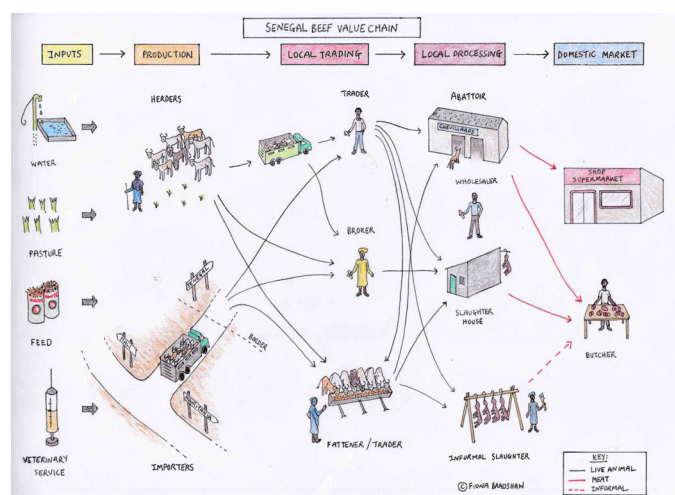 SENEGAL BEEF VALUE CHAIN
INPUTS
PRODUCTION
LOCAL TRADING
LOCAL PROCESSING
DOMESTIC MARKET
WATER
PASTURE
FEED
VETERINARY
SERVICE
HERDERS
SENEGAL
BORDER
IMPORTERS
TRADER
BROKER
FATTENER / TRADER
ABATTOIR
CHEVILLARDS
WHOLESALER
SLAUGHTER
HOUSE
INFORMAL SLAUGHTER
SHOP
SUPERMARKET
BUTCHER
KEY:
LIVE ANIMAL
MEAT
INFORMAL
© FIONA BRADSHAW